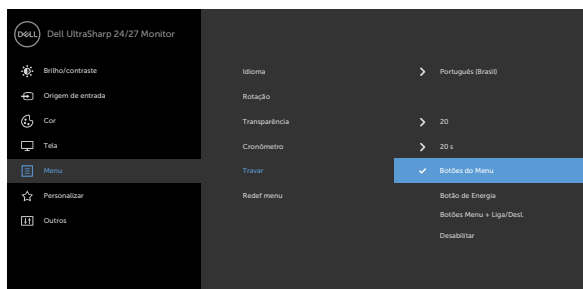 DELL Dell UltraSharp 24/27 Monitor
Brilho/contraste Idioma Português (Brasil)
Origem de entrada Rotação
Cor Transparência 20
Tela Cronômetro 20 s
Menu Travar Botões do Menu
Personalizar Redef menu Botão de Energia
Outros Botões Menu + Liga/Desl.
Desabilitar